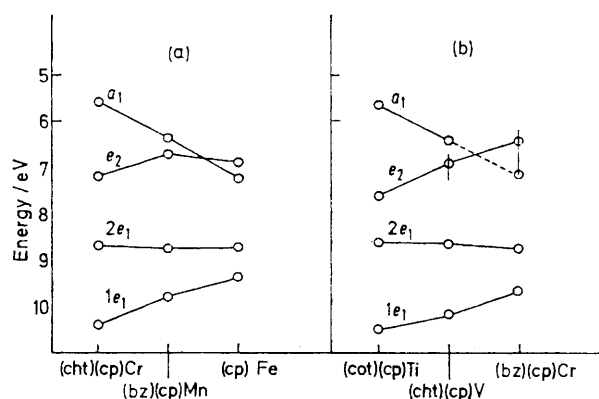 (a)
(b)
Energy / eV
5
6
7
8
9
10
a₁
e₂
2e₁
1e₁
a₁
e₂
2e₁
1e₁
(cht)(cp)Cr
(bz)(cp)Mn
(cp) Fe
(cot)(cp)Ti
(cht)(cp)V
(bz)(cp)Cr